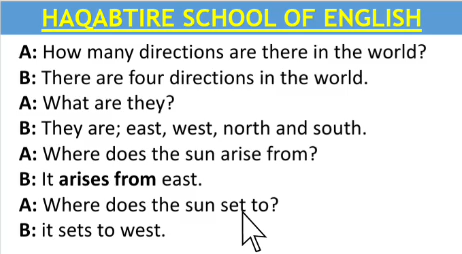 HAQABTIRE SCHOOL OF ENGLISH
A: How many directions are there in the world?
B: There are four directions in the world.
A: What are they?
B: They are; east, west, north and south.
A: Where does the sun arise from?
B: It arises from east.
A: Where does the sun set to?
B: it sets to west.